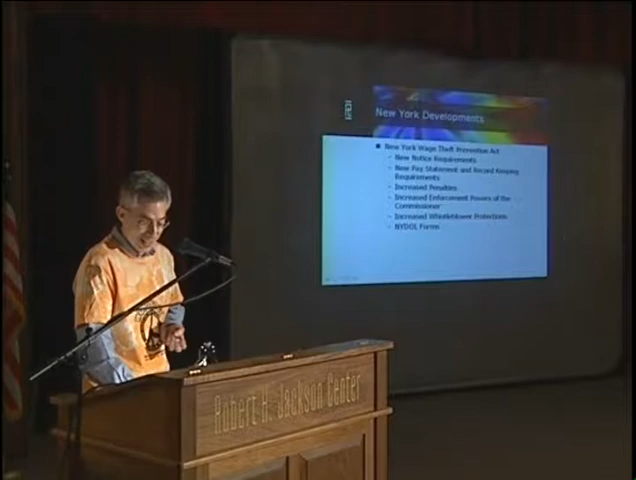 New York Developments
New York Wage Theft Prevention Act
- New Notice Requirements
- New Pay Statement and Record Keeping
Requirements
- Increased Penalties
- Increased Enforcement Powers of the
Commissioner
- Increased Whistleblower Protections
- NYDOL Forms
Robert H. Jackson Center